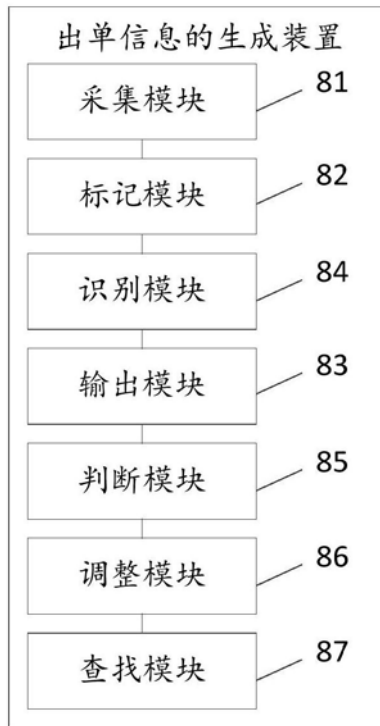 出单信息的生成装置
采集模块 81
标记模块 82
识别模块 84
输出模块 83
判断模块 85
调整模块 86
查找模块 87